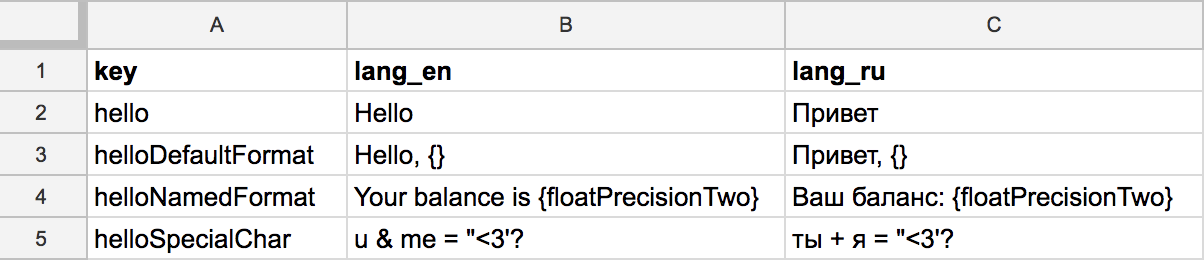 A B C
1 key lang_en lang_ru
2 hello Hello Привет
3 helloDefaultFormat Hello, {} Привет, {}
4 helloNamedFormat Your balance is {floatPrecisionTwo} Ваш баланс: {floatPrecisionTwo}
5 helloSpecialChar u & me = "<3'? ты + я = "<3'?